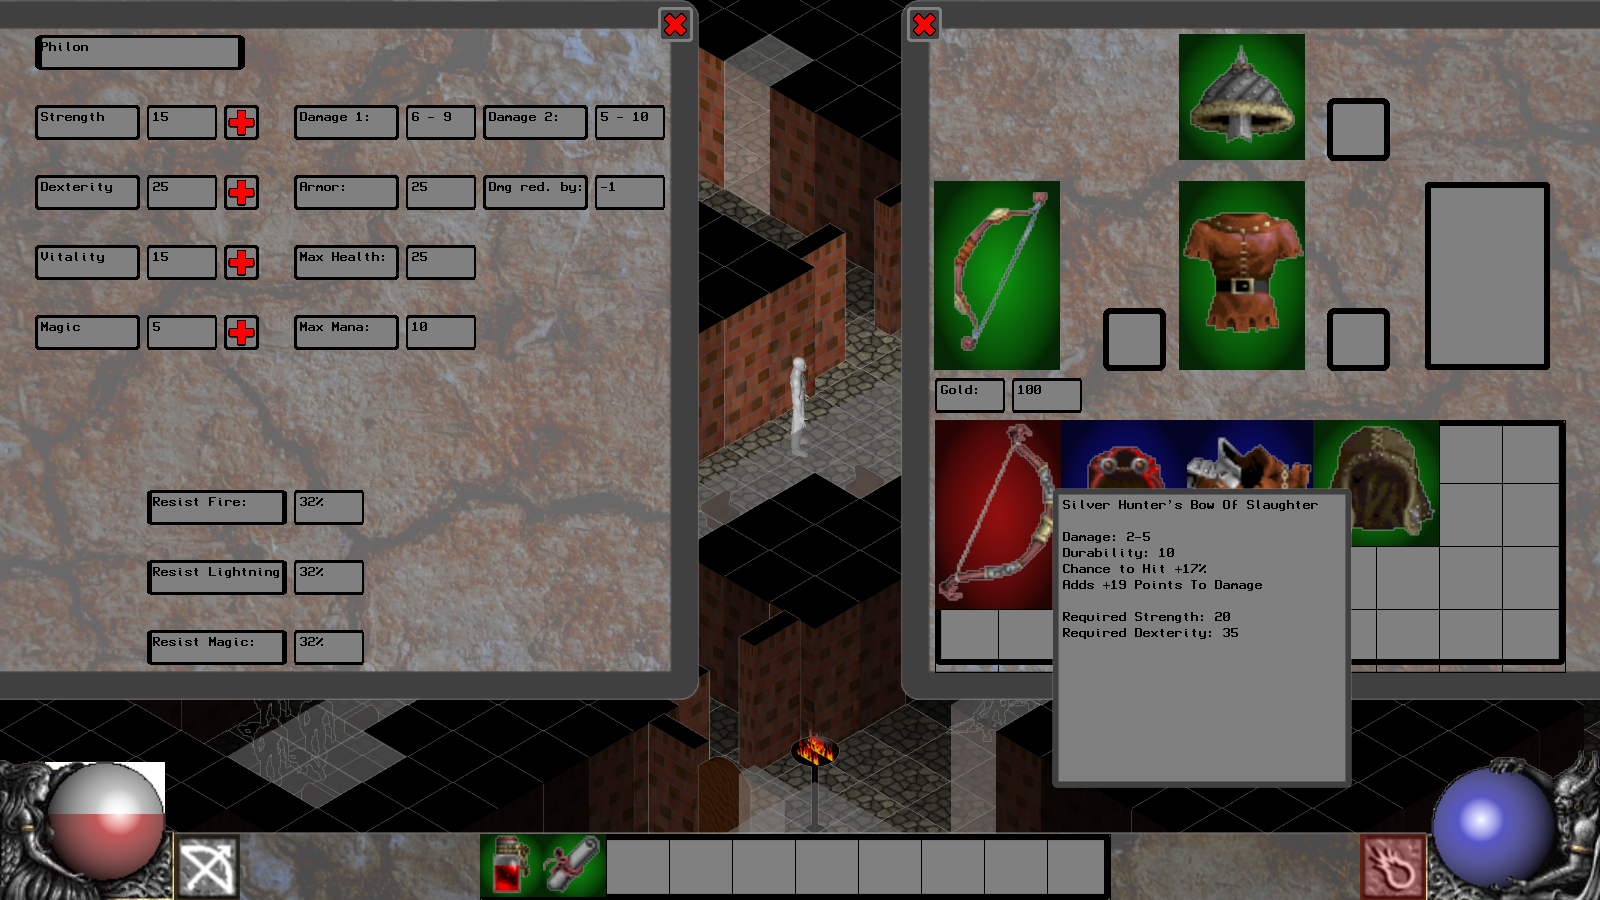 Philon
Strength 15 Damage 1: 6 - 9 Damage 2: 5 - 10
Dexterity 25 Armor: 25 Dmg red. by: -1
Vitality 15 Max Health: 25
Magic 5 Max Mana: 10
Resist Fire: 32%
Resist Lightning 32%
Resist Magic: 32%
Gold: 100
Silver Hunter's Bow Of Slaughter
Damage: 2-5
Durability: 10
Chance to Hit +17%
Adds +19 Points To Damage
Required Strength: 20
Required Dexterity: 35